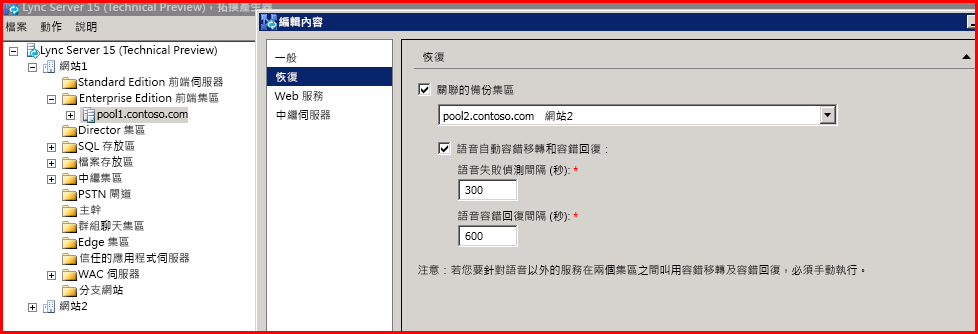 Lync Server 15 (Technical Preview)，拓撲產生器
檔案 動作 說明
Lync Server 15 (Technical Preview)
網站1
Standard Edition 前端伺服器
Enterprise Edition 前端集區
pool1.contoso.com
Director 集區
SQL 存放區
檔案存放區
中繼集區
PSTN 閘道
主幹
群組聊天集區
Edge 集區
信任的應用程式伺服器
WAC 伺服器
分支網站
網站2
編輯內容
一般
恢復
Web 服務
中繼伺服器
恢復
關聯的備份集區
pool2.contoso.com 網站2
語音自動容錯移轉和容錯回復：
語音失敗偵測間隔 (秒): *
300
語音容錯回復間隔 (秒): *
600
注意：若您要針對語音以外的服務在兩個集區之間叫用容錯移轉及容錯回復，必須手動執行。